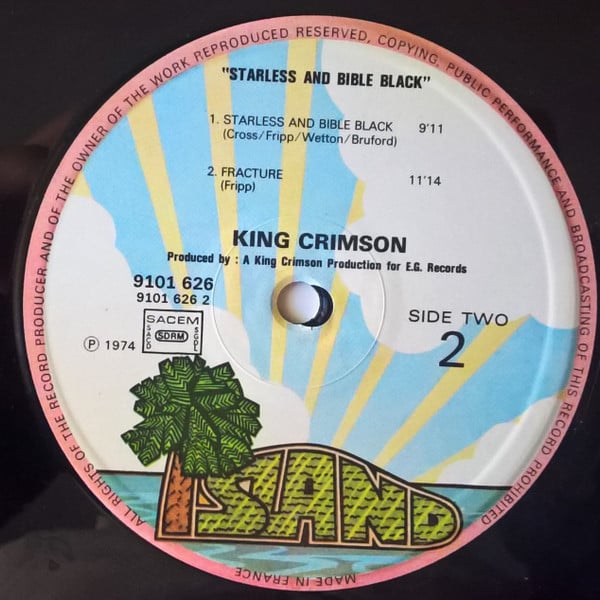 ALL RIGHTS OF THE RECORD PRODUCER AND OF THE OWNER OF THE WORK REPRODUCED RESERVED, COPYING, PUBLIC PERFORMANCE AND BROADCASTING OF THIS RECORD PROHIBITED
"STARLESS AND BIBLE BLACK"
1. STARLESS AND BIBLE BLACK 9'11
(Cross/Fripp/Wetton/Bruford)
2. FRACTURE 11'14
(Fripp)
KING CRIMSON
Produced by : A King Crimson Production for E.G. Records
9101 626
9101 626 2
SACEM
SACD SDRM SGDL
℗ 1974
SIDE TWO
2
ISLAND
MADE IN FRANCE